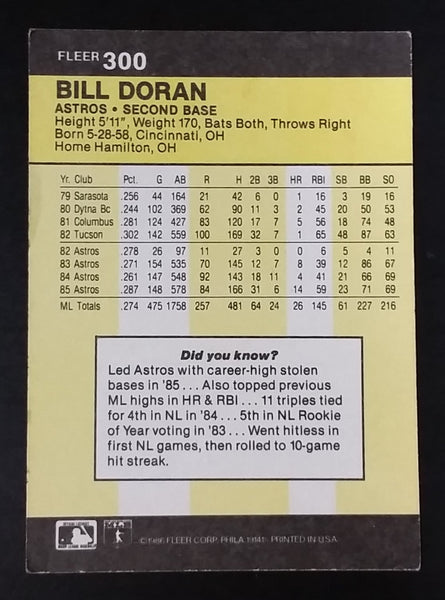 FLEER 300
BILL DORAN
ASTROS • SECOND BASE
Height 5'11", Weight 170, Bats Both, Throws Right
Born 5-28-58, Cincinnati, OH
Home Hamilton, OH
Yr. Club Pct. G AB R H 2B 3B HR RBI SB BB SO
79 Sarasota .256 44 164 21 42 6 0 1 16 3 19 16
80 Dytna Bc .244 102 369 62 90 11 3 2 45 20 50 53
81 Columbus .281 124 427 83 120 17 7 5 56 18 74 48
82 Tucson .302 142 559 100 169 32 7 1 65 48 87 63
82 Astros .278 26 97 11 27 3 0 0 6 5 4 11
83 Astros .271 154 535 70 145 12 7 8 39 12 86 67
84 Astros .261 147 548 92 143 18 11 4 41 21 66 69
85 Astros .287 148 578 84 166 31 6 14 59 23 71 69
ML Totals .274 475 1758 257 481 64 24 26 145 61 227 216
Did you know?
Led Astros with career-high stolen
bases in '85 . . . Also topped previous
ML highs in HR & RBI . . . 11 triples tied
for 4th in NL in '84 . . . 5th in NL Rookie
of Year voting in '83 . . . Went hitless in
first NL games, then rolled to 10-game
hit streak.
©1986 FLEER CORP. PHILA 19141 PRINTED IN U.S.A.